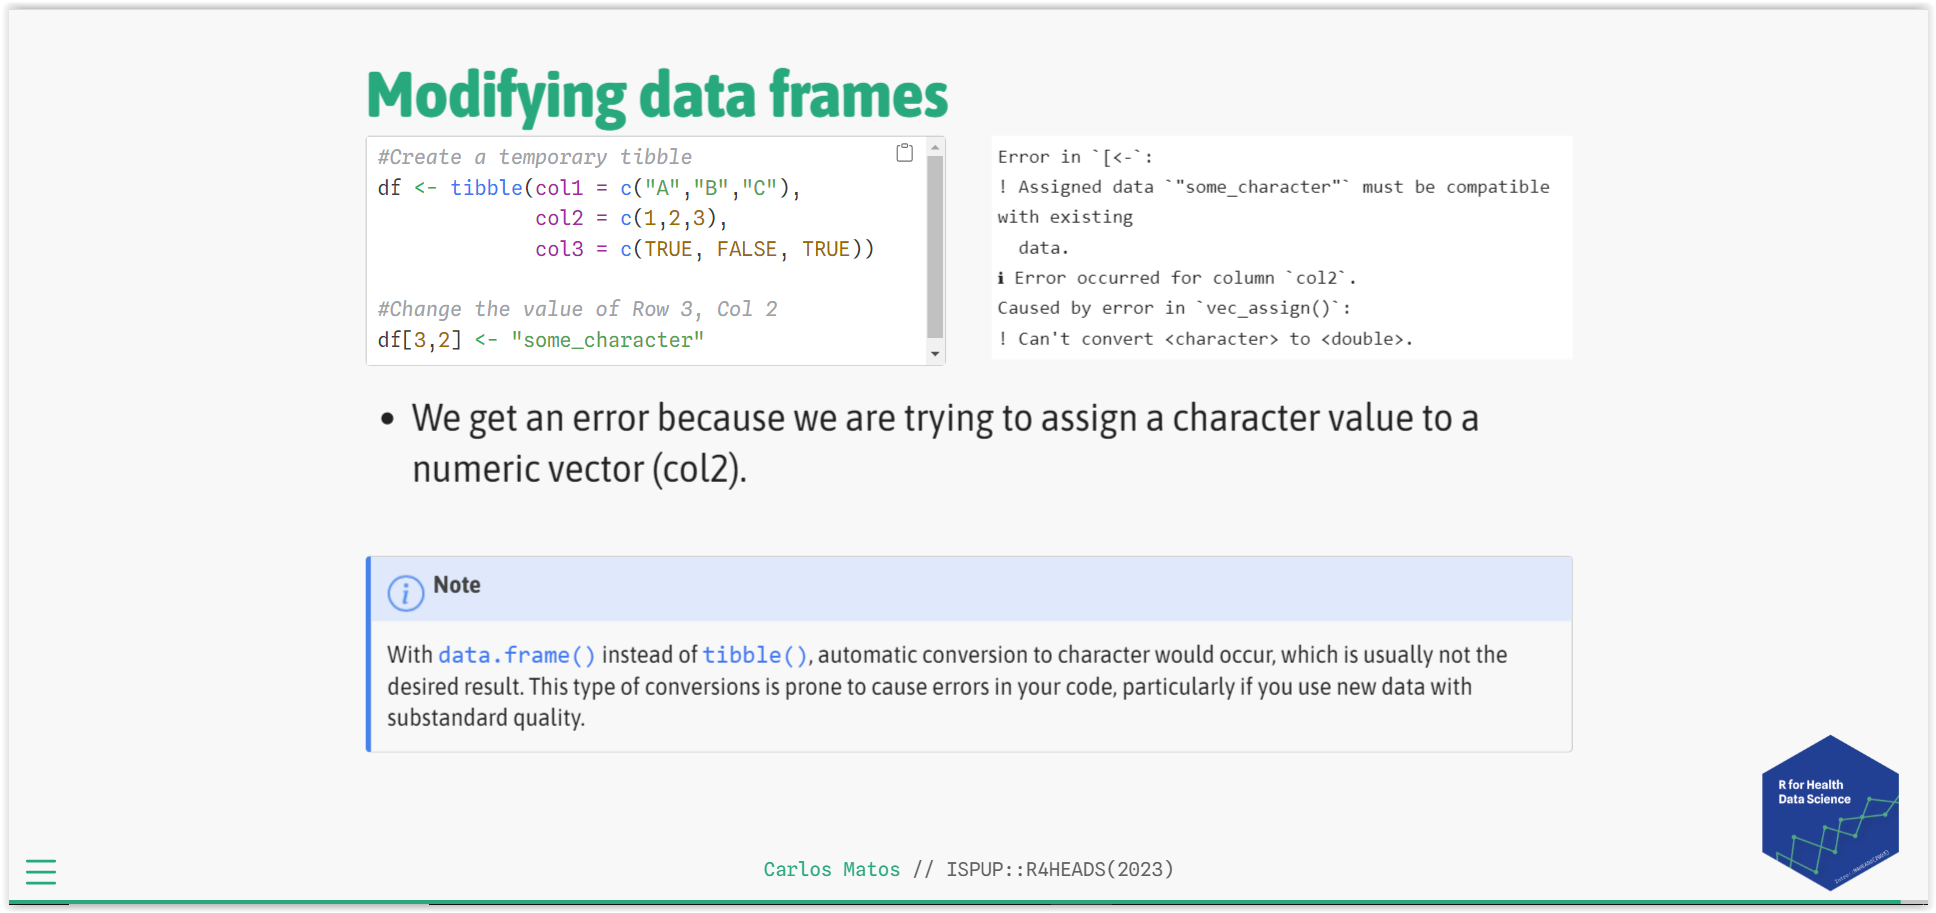 Modifying data frames
#Create a temporary tibble
df <- tibble(col1 = c("A","B","C"),
col2 = c(1,2,3),
col3 = c(TRUE, FALSE, TRUE))
#Change the value of Row 3, Col 2
df[3,2] <- "some_character"
Error in `[<-`:
! Assigned data `"some_character"` must be compatible
with existing
data.
ℹ Error occurred for column `col2`.
Caused by error in `vec_assign()`:
! Can't convert <character> to <double>.
• We get an error because we are trying to assign a character value to a
numeric vector (col2).
i Note
With data.frame() instead of tibble(), automatic conversion to character would occur, which is usually not the
desired result. This type of conversions is prone to cause errors in your code, particularly if you use new data with
substandard quality.
R for Health
Data Science
Carlos Matos // ISPUP::R4HEADS(2023)